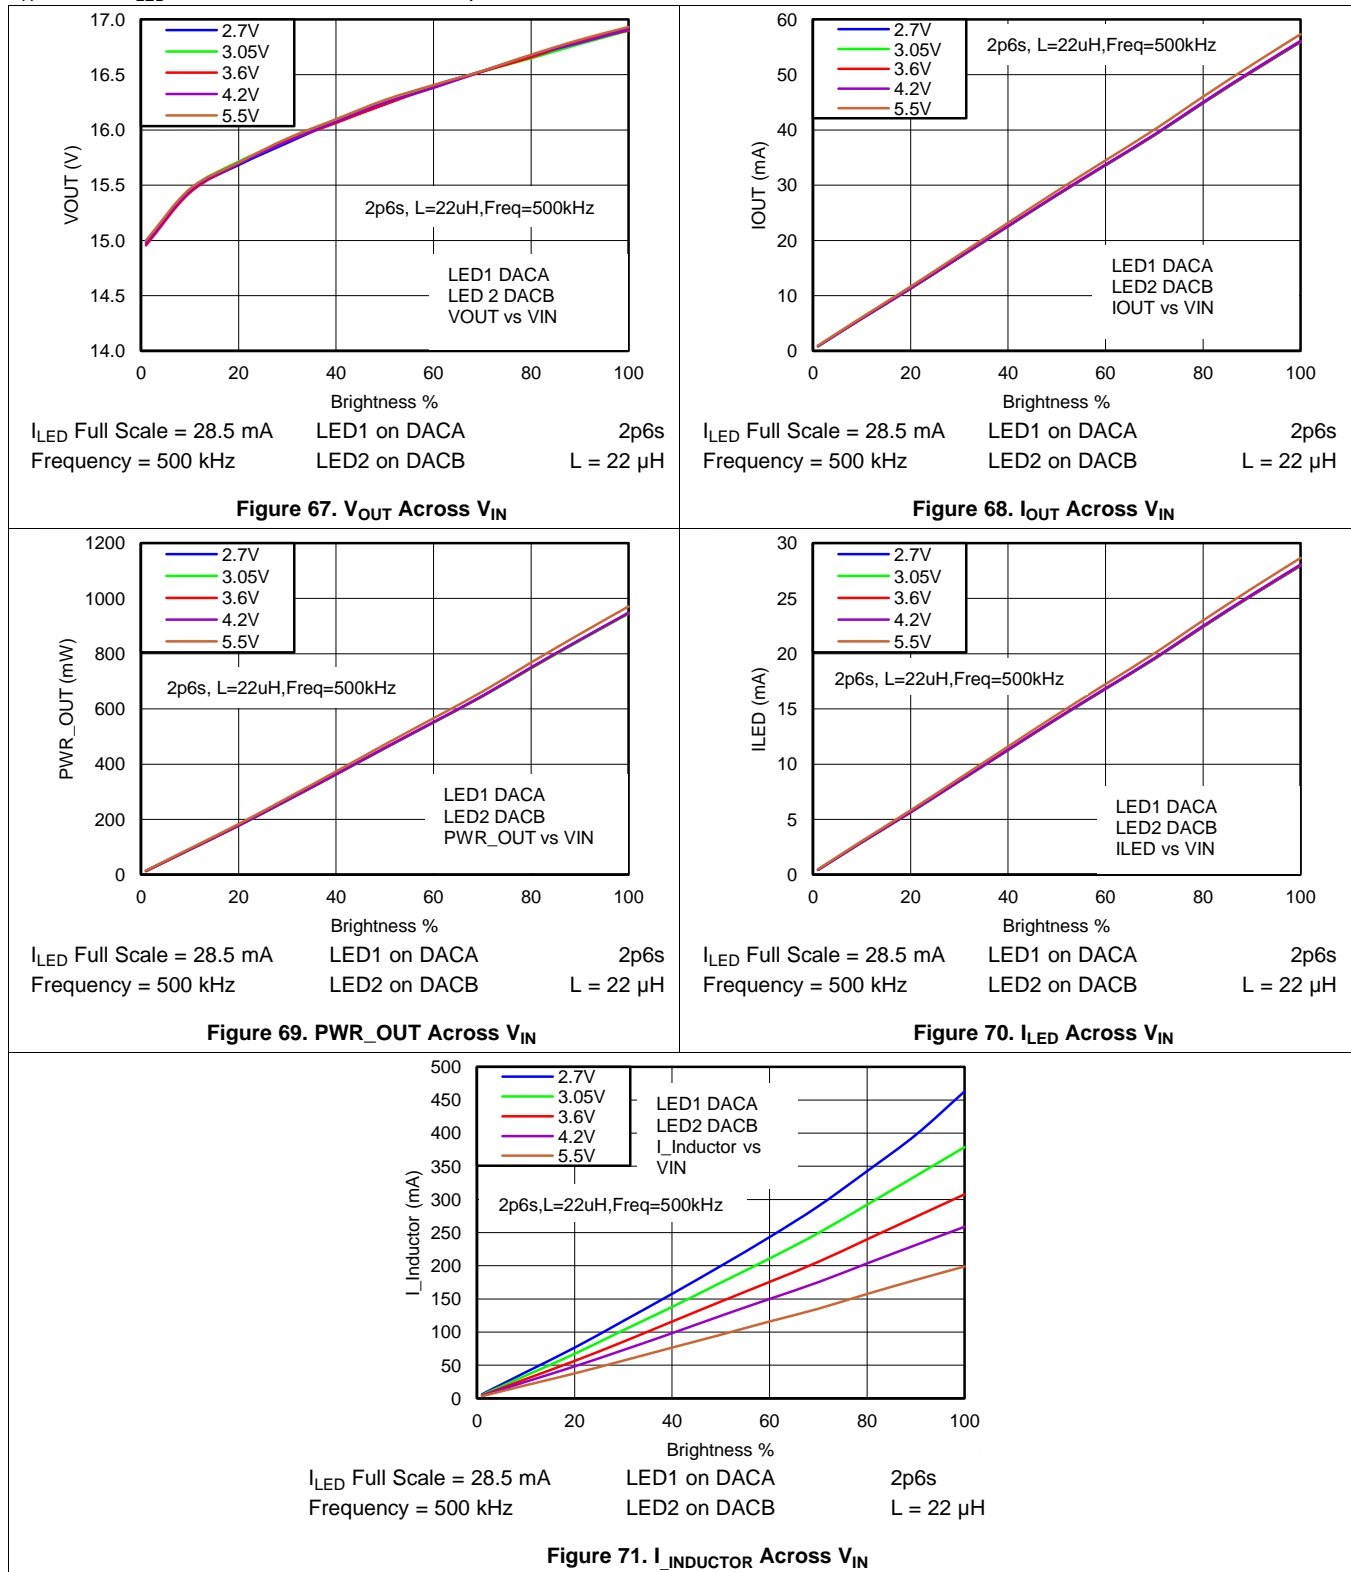 17.0
16.5
16.0
15.5
15.0
14.5
14.0
VOUT (V)
2.7V
3.05V
3.6V
4.2V
5.5V
2p6s, L=22uH,Freq=500kHz
LED1 DACA
LED 2 DACB
VOUT vs VIN
0 20 40 60 80 100
Brightness %
I_LED Full Scale = 28.5 mA LED1 on DACA 2p6s
Frequency = 500 kHz LED2 on DACB L = 22 µH
Figure 67. V_OUT Across V_IN
60
50
40
30
20
10
0
IOUT (mA)
2.7V
3.05V
3.6V
4.2V
5.5V
2p6s, L=22uH,Freq=500kHz
LED1 DACA
LED2 DACB
IOUT vs VIN
0 20 40 60 80 100
Brightness %
I_LED Full Scale = 28.5 mA LED1 on DACA 2p6s
Frequency = 500 kHz LED2 on DACB L = 22 µH
Figure 68. I_OUT Across V_IN
1200
1000
800
600
400
200
0
PWR_OUT (mW)
2.7V
3.05V
3.6V
4.2V
5.5V
2p6s, L=22uH,Freq=500kHz
LED1 DACA
LED2 DACB
PWR_OUT vs VIN
0 20 40 60 80 100
Brightness %
I_LED Full Scale = 28.5 mA LED1 on DACA 2p6s
Frequency = 500 kHz LED2 on DACB L = 22 µH
Figure 69. PWR_OUT Across V_IN
30
25
20
15
10
5
0
ILED (mA)
2.7V
3.05V
3.6V
4.2V
5.5V
2p6s, L=22uH,Freq=500kHz
LED1 DACA
LED2 DACB
ILED vs VIN
0 20 40 60 80 100
Brightness %
I_LED Full Scale = 28.5 mA LED1 on DACA 2p6s
Frequency = 500 kHz LED2 on DACB L = 22 µH
Figure 70. I_LED Across V_IN
500
450
400
350
300
250
200
150
100
50
0
I_Inductor (mA)
2.7V
3.05V
3.6V
4.2V
5.5V
LED1 DACA
LED2 DACB
I_Inductor vs
VIN
2p6s,L=22uH,Freq=500kHz
0 20 40 60 80 100
Brightness %
I_LED Full Scale = 28.5 mA LED1 on DACA 2p6s
Frequency = 500 kHz LED2 on DACB L = 22 µH
Figure 71. I_INDUCTOR Across V_IN